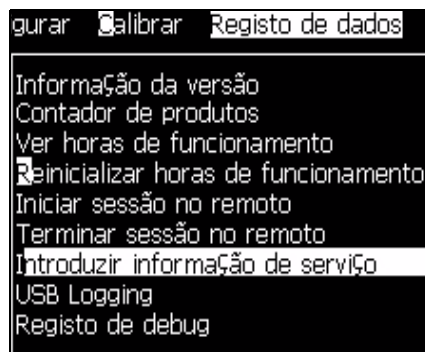 gurar Calibrar Registo de dados
Informação da versão
Contador de produtos
Ver horas de funcionamento
Reinicializar horas de funcionamento
Iniciar sessão no remoto
Terminar sessão no remoto
Introduzir informação de serviço
USB Logging
Registo de debug